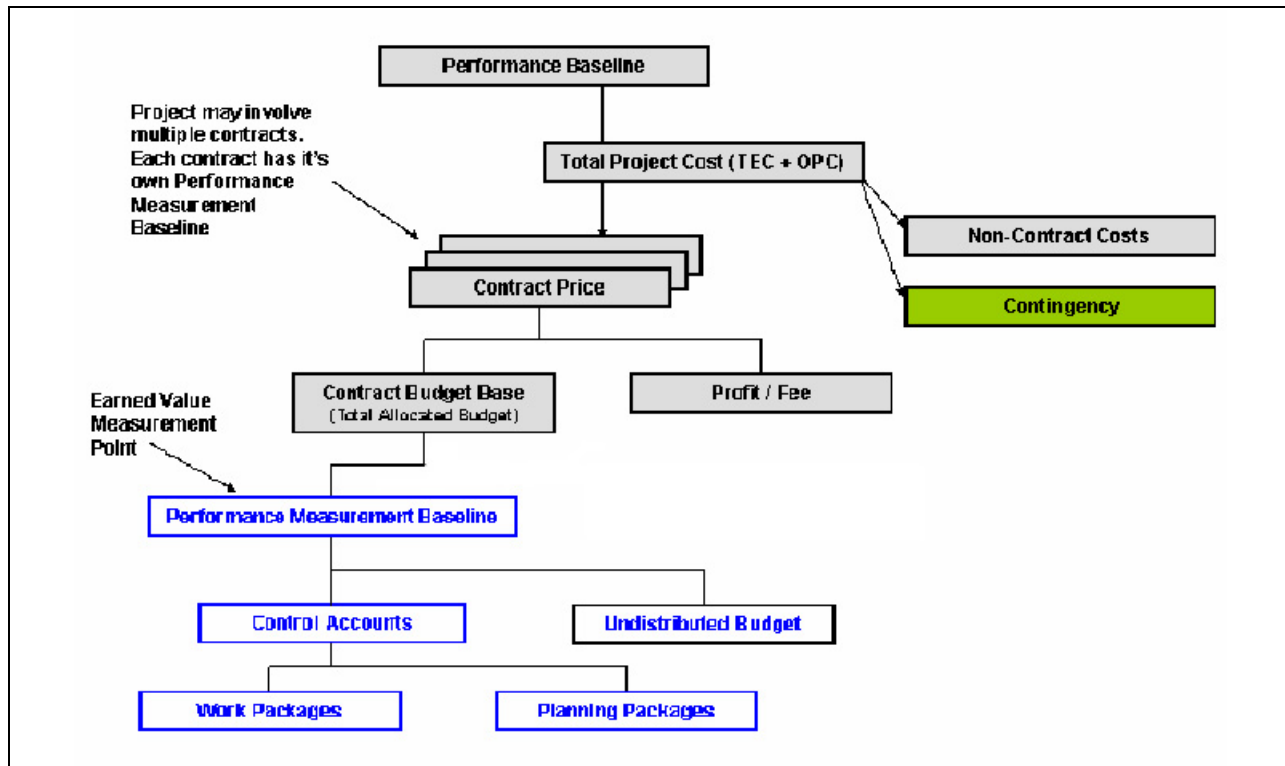 Performance Baseline
Project may involve
multiple contracts.
Each contract has it's
own Performance
Measurement
Baseline
Total Project Cost (TEC + OPC)
Non-Contract Costs
Contract Price
Contingency
Contract Budget Base
(Total Allocated Budget)
Profit / Fee
Earned Value
Measurement
Point
Performance Measurement Baseline
Control Accounts
Undistributed Budget
Work Packages
Planning Packages